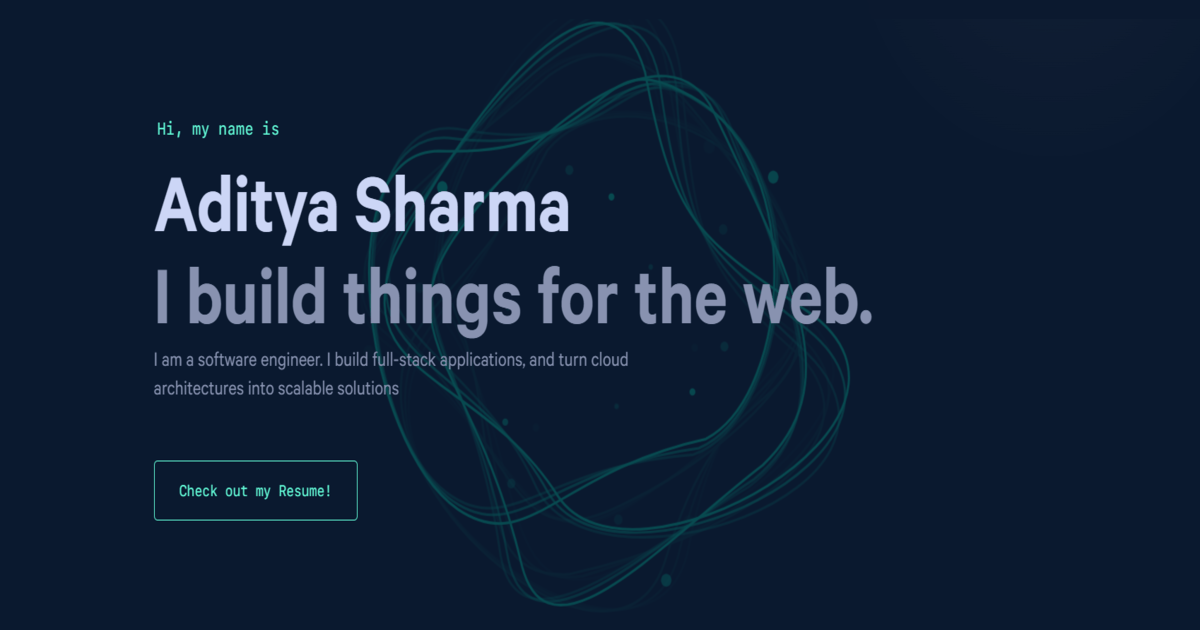 Hi, my name is
Aditya Sharma
I build things for the web.
I am a software engineer. I build full-stack applications, and turn cloud
architectures into scalable solutions
Check out my Resume!